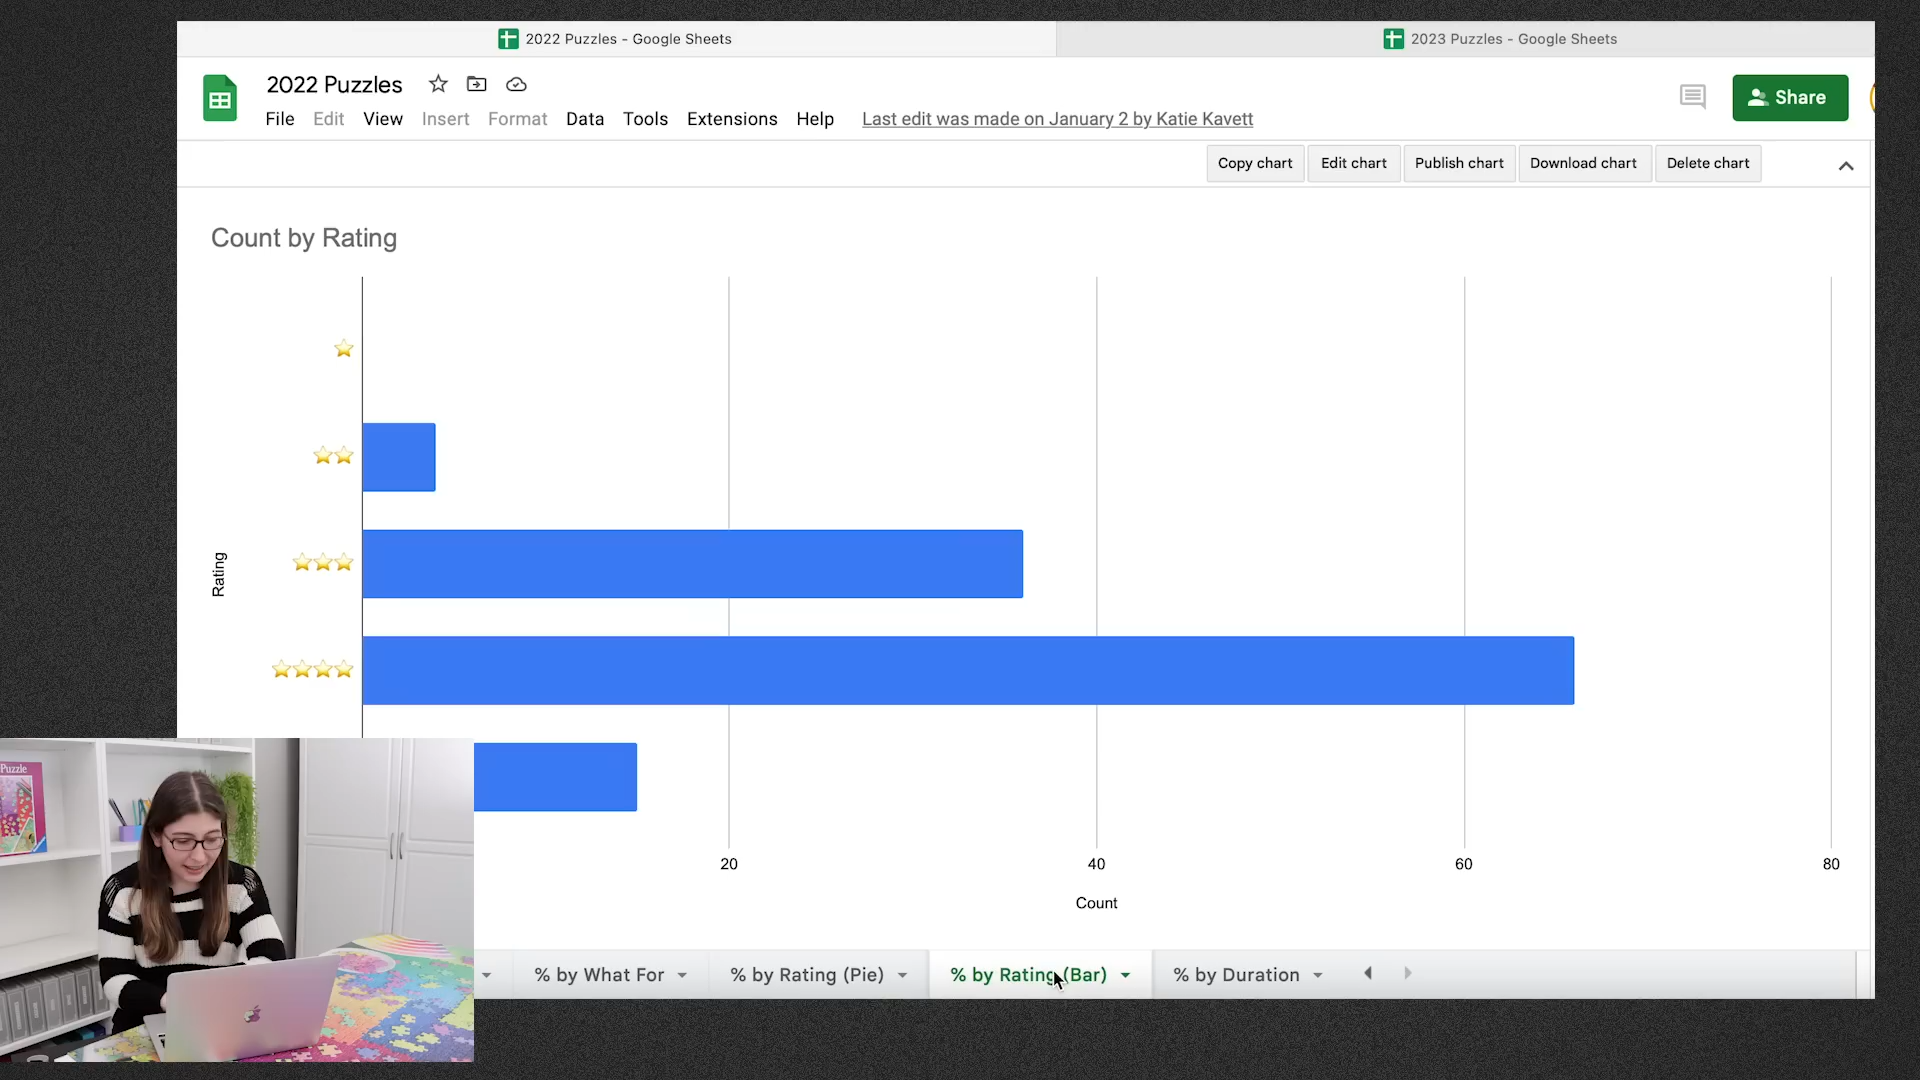 2022 Puzzles - Google Sheets
2023 Puzzles - Google Sheets
2022 Puzzles
File Edit View Insert Format Data Tools Extensions Help Last edit was made on January 2 by Katie Kavett
Share
Copy chart Edit chart Publish chart Download chart Delete chart
Count by Rating
Rating
20 40 60 80
Count
% by What For % by Rating (Pie) % by Rating (Bar) % by Duration
Puzzle